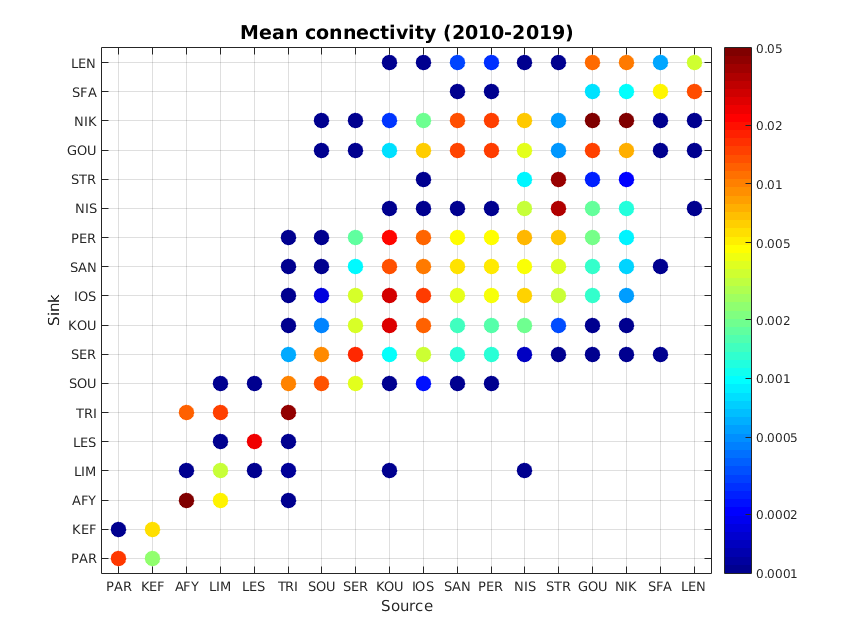 Mean connectivity (2010-2019)
LEN
SFA
NIK
GOU
STR
NIS
PER
SAN
IOS
KOU
SER
SOU
TRI
LES
LIM
AFY
KEF
PAR
Sink
PAR KEF AFY LIM LES TRI SOU SER KOU IOS SAN PER NIS STR GOU NIK SFA LEN
Source
0.05
0.02
0.01
0.005
0.002
0.001
0.0005
0.0002
0.0001